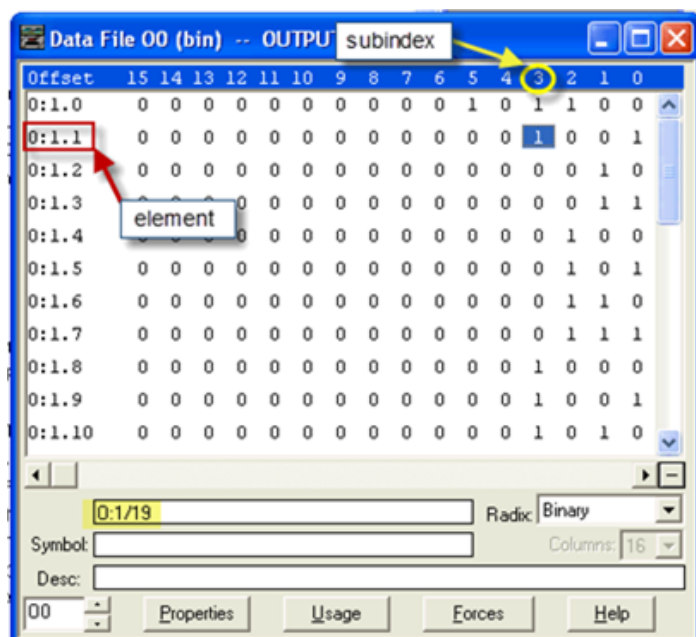 Data File O0 (bin) -- OUTPUT
subindex
Offset 15 14 13 12 11 10 9 8 7 6 5 4 3 2 1 0
O:1.0 0 0 0 0 0 0 0 0 0 0 1 0 1 1 0 0
O:1.1 0 0 0 0 0 0 0 0 0 0 0 0 1 0 0 1
O:1.2 0 0 0 0 0 0 0 0 0 0 0 0 0 0 1 0
O:1.3 0 0 0 0 0 0 0 0 0 0 0 0 0 1 1
element
O:1.4 0 0 0 0 0 0 0 0 0 0 1 0 0
O:1.5 0 0 0 0 0 0 0 0 0 0 0 0 0 1 0 1
O:1.6 0 0 0 0 0 0 0 0 0 0 0 0 0 1 1 0
O:1.7 0 0 0 0 0 0 0 0 0 0 0 0 0 1 1 1
O:1.8 0 0 0 0 0 0 0 0 0 0 0 0 1 0 0 0
O:1.9 0 0 0 0 0 0 0 0 0 0 0 0 1 0 0 1
O:1.10 0 0 0 0 0 0 0 0 0 0 0 0 1 0 1 0
O:1/19 Radix: Binary
Symbol: Columns: 16
Desc:
O0 Properties Usage Forces Help